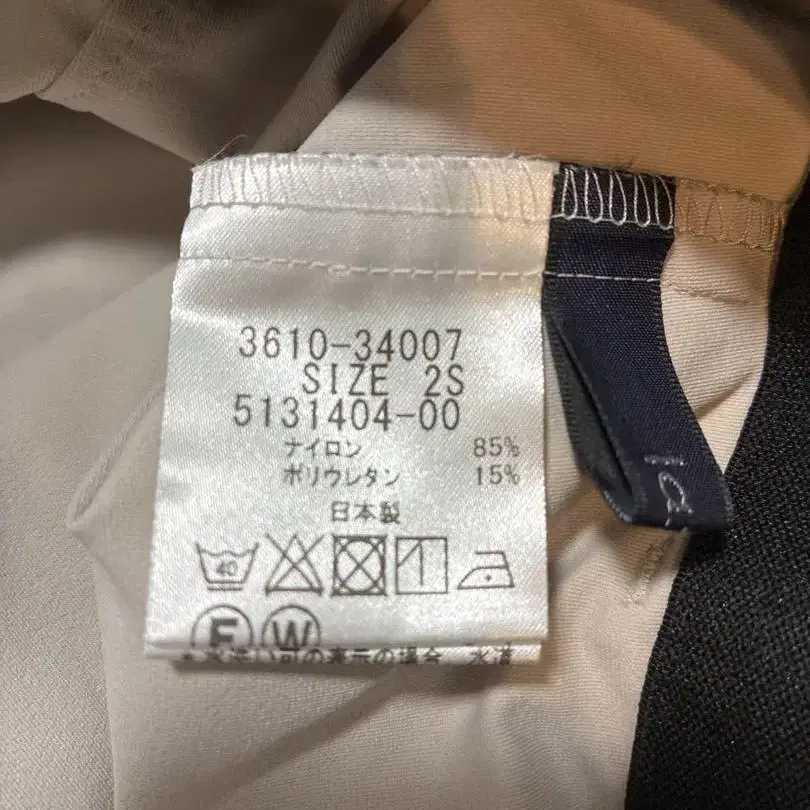 3610-34007
SIZE 2S
5131404-00
ナイロン 85%
ポリウレタン 15%
日本製
40
F W